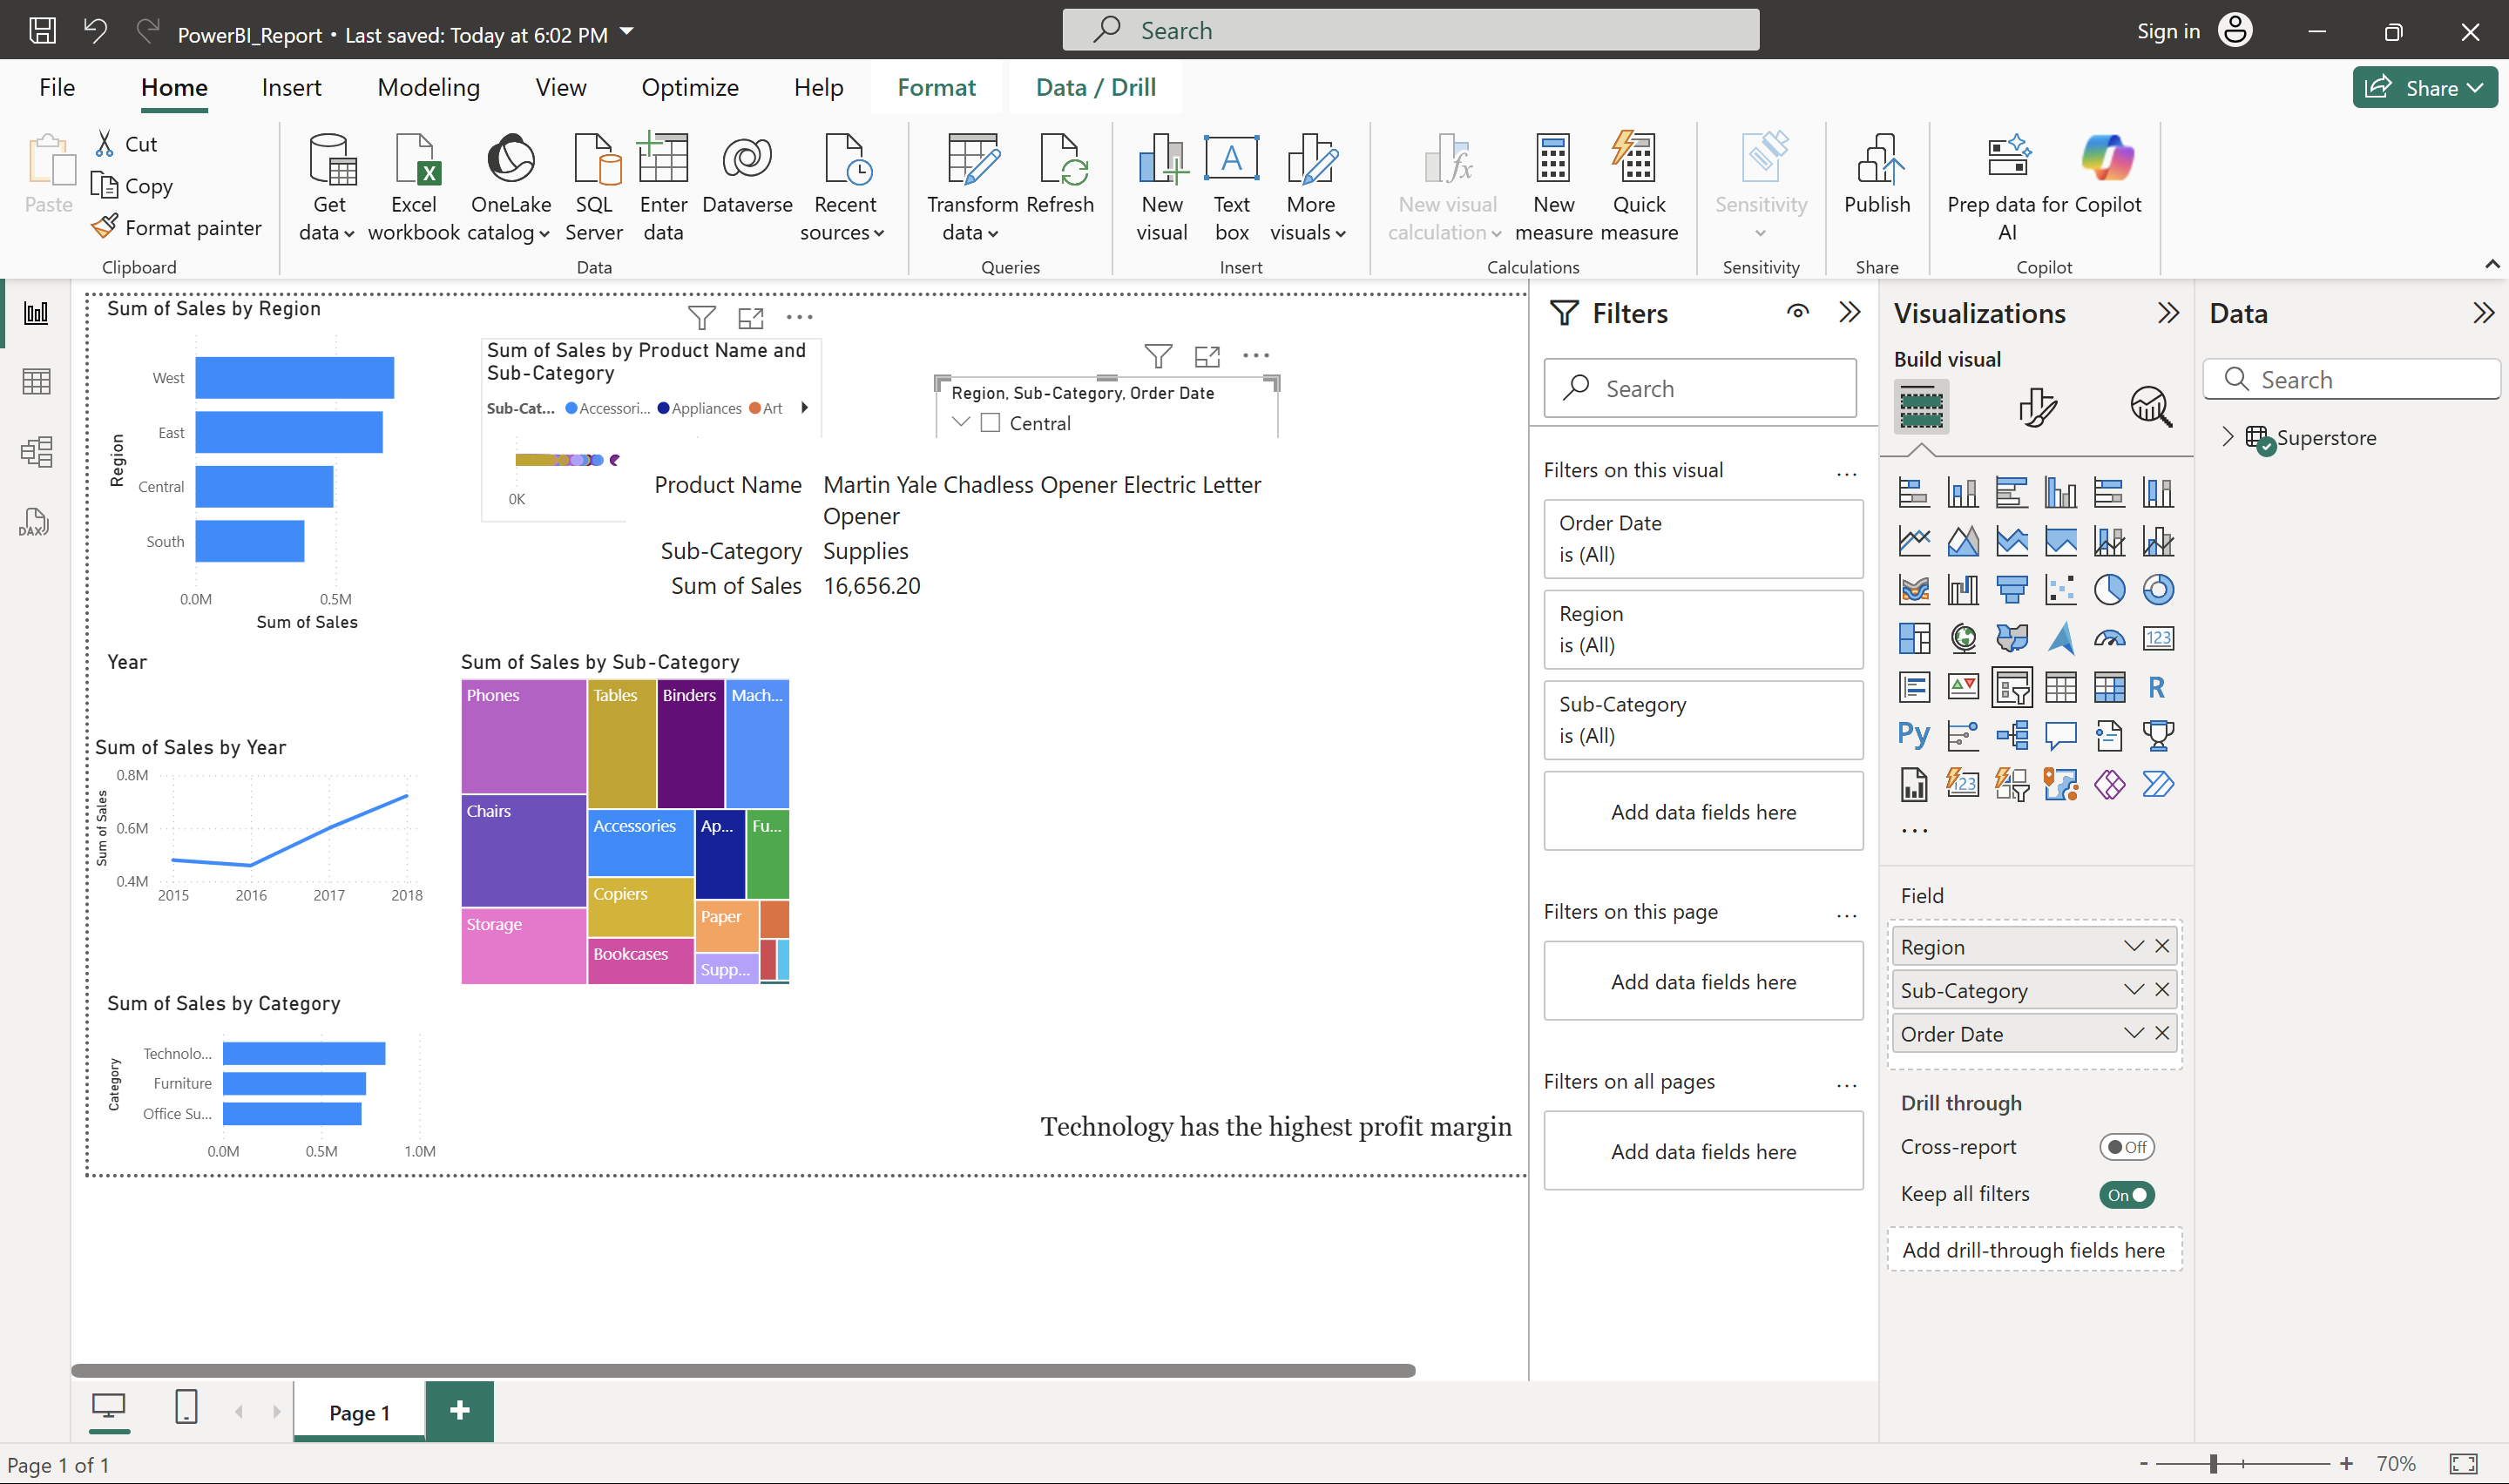 PowerBI_Report • Last saved: Today at 6:02 PM
Search
Sign in
File
Home
Insert
Modeling
View
Optimize
Help
Format
Data / Drill
Share
Paste
Cut
Copy
Format painter
Clipboard
Get
data
Excel
workbook
OneLake
catalog
SQL
Server
Enter
data
Dataverse
Recent
sources
Data
Transform
data
Refresh
Queries
New
visual
Text
box
More
visuals
Insert
New visual
calculation
New
measure
Quick
measure
Calculations
Sensitivity
Sensitivity
Publish
Share
Prep data for
AI
Copilot
Copilot
DAX
Sum of Sales by Region
Region
West
East
Central
South
0.0M
0.5M
Sum of Sales
Sum of Sales by Product Name and
Sub-Category
Sub-Cat...
Accessori...
Appliances
Art
0K
Region, Sub-Category, Order Date
Central
Product Name Martin Yale Chadless Opener Electric Letter
Opener
Sub-Category Supplies
Sum of Sales 16,656.20
Year
Sum of Sales by Year
Sum of Sales
0.8M
0.6M
0.4M
2015
2016
2017
2018
Sum of Sales by Sub-Category
Phones
Tables
Binders
Mach...
Chairs
Accessories
Ap...
Fu...
Copiers
Storage
Paper
Bookcases
Supp...
Sum of Sales by Category
Category
Technolo...
Furniture
Office Su...
0.0M
0.5M
1.0M
Technology has the highest profit margin
Filters
Search
Filters on this visual
...
Order Date
is (All)
Region
is (All)
Sub-Category
is (All)
Add data fields here
Filters on this page
...
Add data fields here
Filters on all pages
...
Add data fields here
Visualizations
Build visual
123
R
Py
123
...
Field
Region
Sub-Category
Order Date
Drill through
Cross-report
Off
Keep all filters
On
Add drill-through fields here
Data
Search
Superstore
Page 1
Page 1 of 1
70%